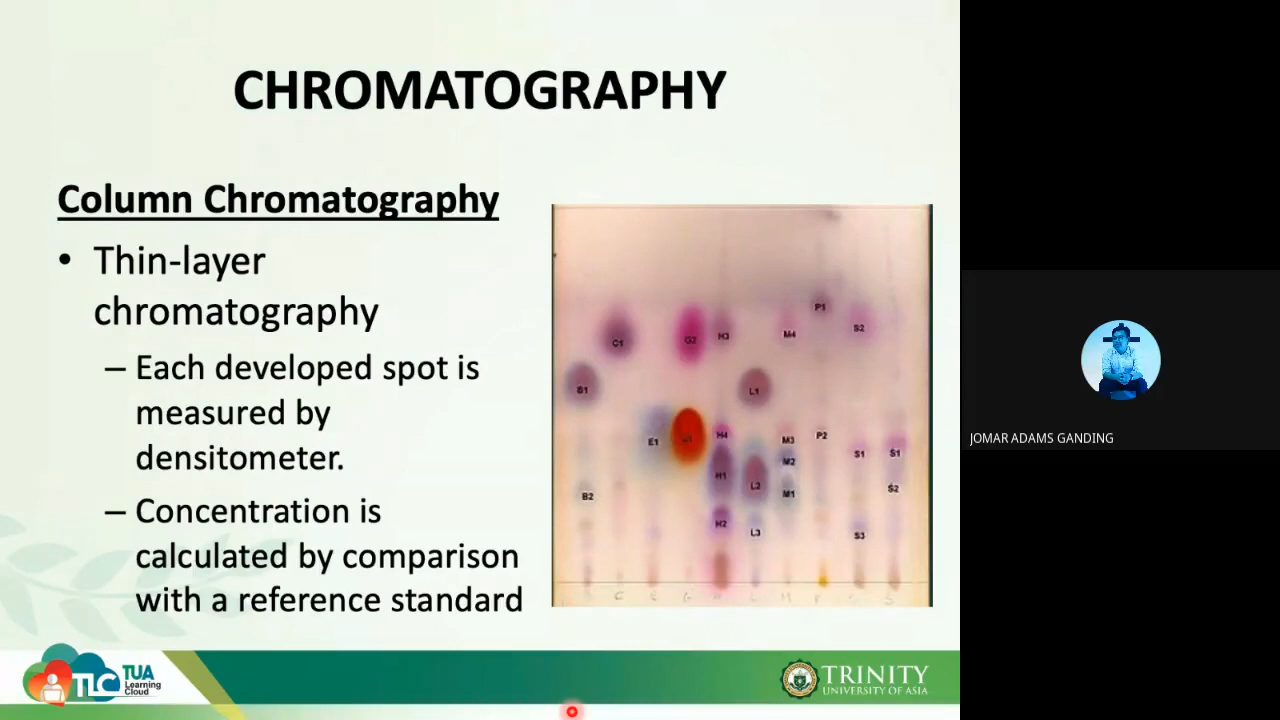 CHROMATOGRAPHY
Column Chromatography
• Thin-layer
chromatography
– Each developed spot is
measured by
densitometer.
– Concentration is
calculated by comparison
with a reference standard
P1
C1
G2
H3
M4
S2
B1
L1
E1
H4
M3
P2
S1
S1
M2
H1
L2
M1
S2
B2
H2
L3
S3
JOMAR ADAMS GANDING
TLC
TUA
Learning
Cloud
TRINITY
UNIVERSITY OF ASIA